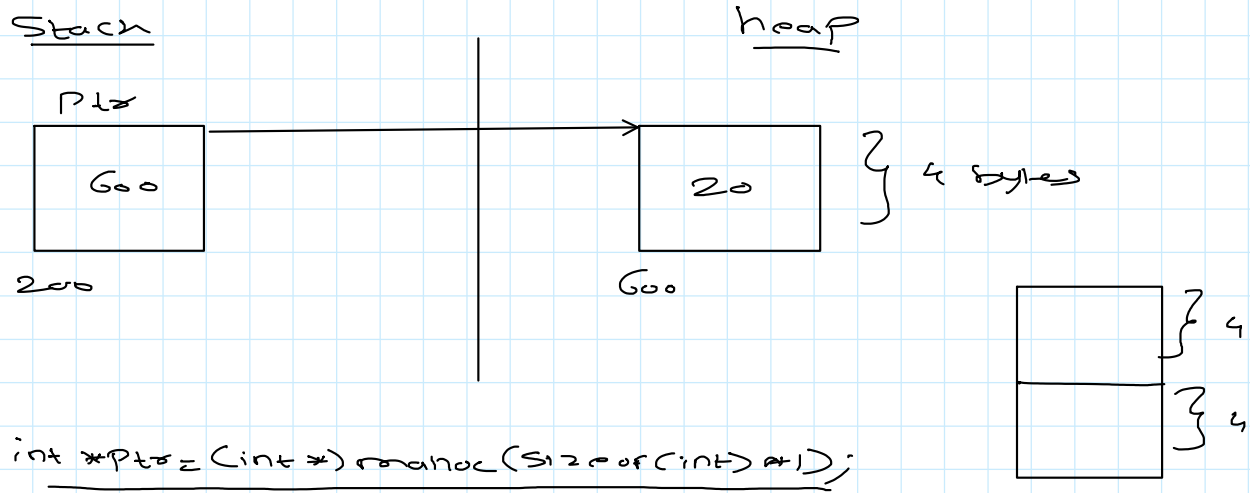 Stack
heap
Ptr
600
20
4 bytes
200
600
4
4
int *Ptr = (int *) malloc(sizeof(int) *1);